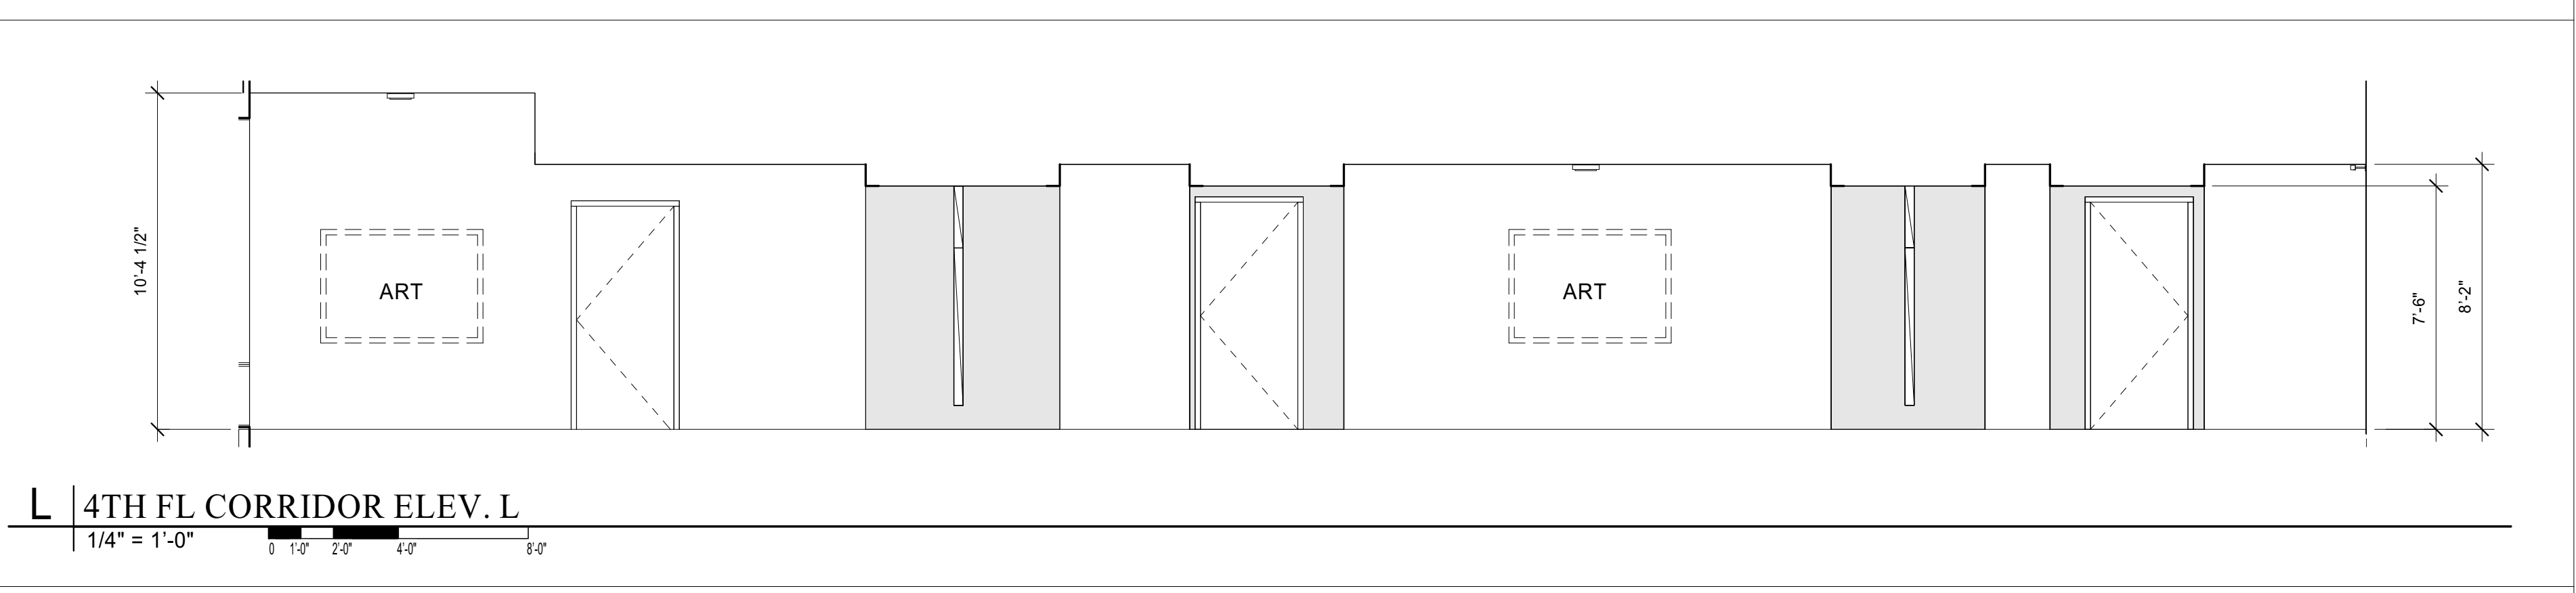 10'-4 1/2"
ART
ART
7'-6"
8'-2"
L
4TH FL CORRIDOR ELEV. L
1/4" = 1'-0"
0 1'-0" 2'-0" 4'-0" 8'-0"